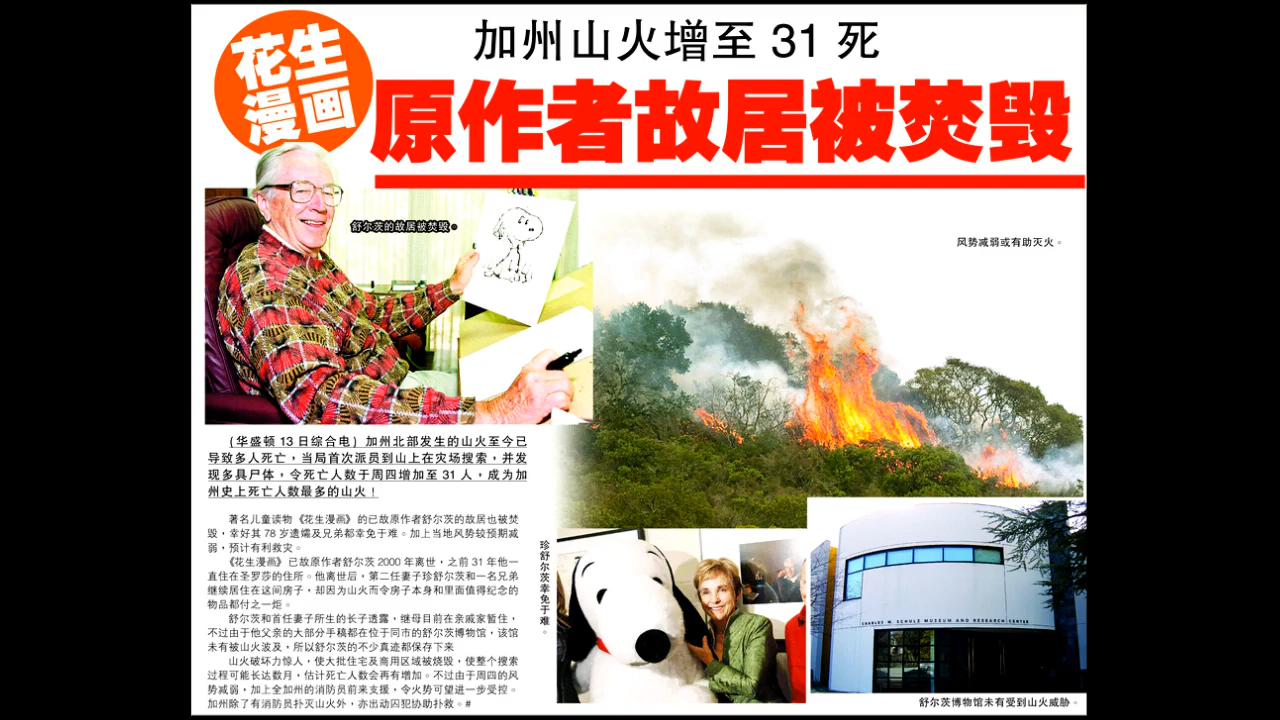 花生
漫画
加州山火增至 31 死
原作者故居被焚毁
舒尔茨的故居被焚毁。
风势减弱或有助灭火。
（华盛顿 13 日综合电）加州北部发生的山火至今已
导致多人死亡，当局首次派员到山上在灾场搜索，并发
现多具尸体，令死亡人数于周四增加至 31 人，成为加
州史上死亡人数最多的山火！
著名儿童读物《花生漫画》的已故原作者舒尔茨的故居也被焚
毁，幸好其 78 岁遗孀及兄弟都幸免于难。加上当地风势较预期减
弱，预计有利救灾。
《花生漫画》已故原作者舒尔茨 2000 年离世，之前 31 年他一
直住在圣罗莎的住所。他离世后，第二任妻子珍舒尔茨和一名兄弟
继续居住在这间房子，却因为山火而令房子本身和里面值得纪念的
物品都付之一炬。
舒尔茨和首任妻子所生的长子透露，继母目前在亲戚家暂住，
不过由于他父亲的大部分手稿都在位于同市的舒尔茨博物馆，该馆
未有被山火波及，所以舒尔茨的不少真迹都保存下来
山火破坏力惊人，使大批住宅及商用区域被烧毁，使整个搜索
过程可能长达数月，估计死亡人数会再有增加。不过由于周四的风
势减弱，加上全加州的消防员前来支援，令火势可望进一步受控。
加州除了有消防员扑灭山火外，亦出动囚犯协助扑救。#
珍舒尔茨幸免于难。
CHARLES M. SCHULZ MUSEUM AND RESEARCH CENTER
舒尔茨博物馆未有受到山火威胁。